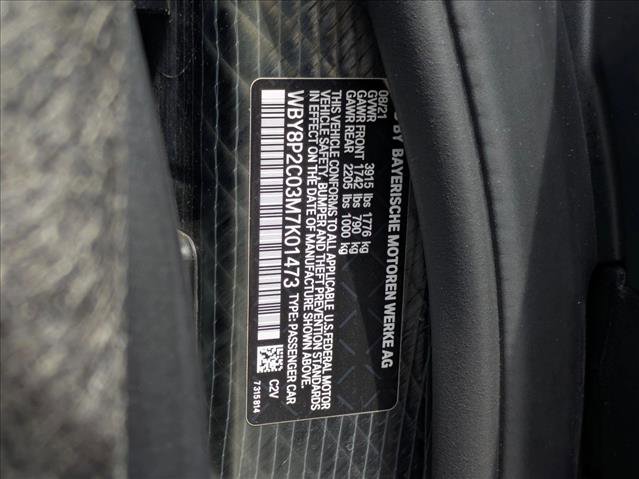 BY BAYERISCHE MOTOREN WERKE AG
08/21
GVWR 3915 lbs 1776 kg
GAWR FRONT 1742 lbs 790 kg
GAWR REAR 2205 lbs 1000 kg
THIS VEHICLE CONFORMS TO ALL APPLICABLE U.S.FEDERAL MOTOR
VEHICLE SAFETY, BUMPER AND THEFT PREVENTION STANDARDS
IN EFFECT ON THE DATE OF MANUFACTURE SHOWN ABOVE.
WBY8P2C03M7K01473 TYPE: PASSENGER CAR
C2V
7315814